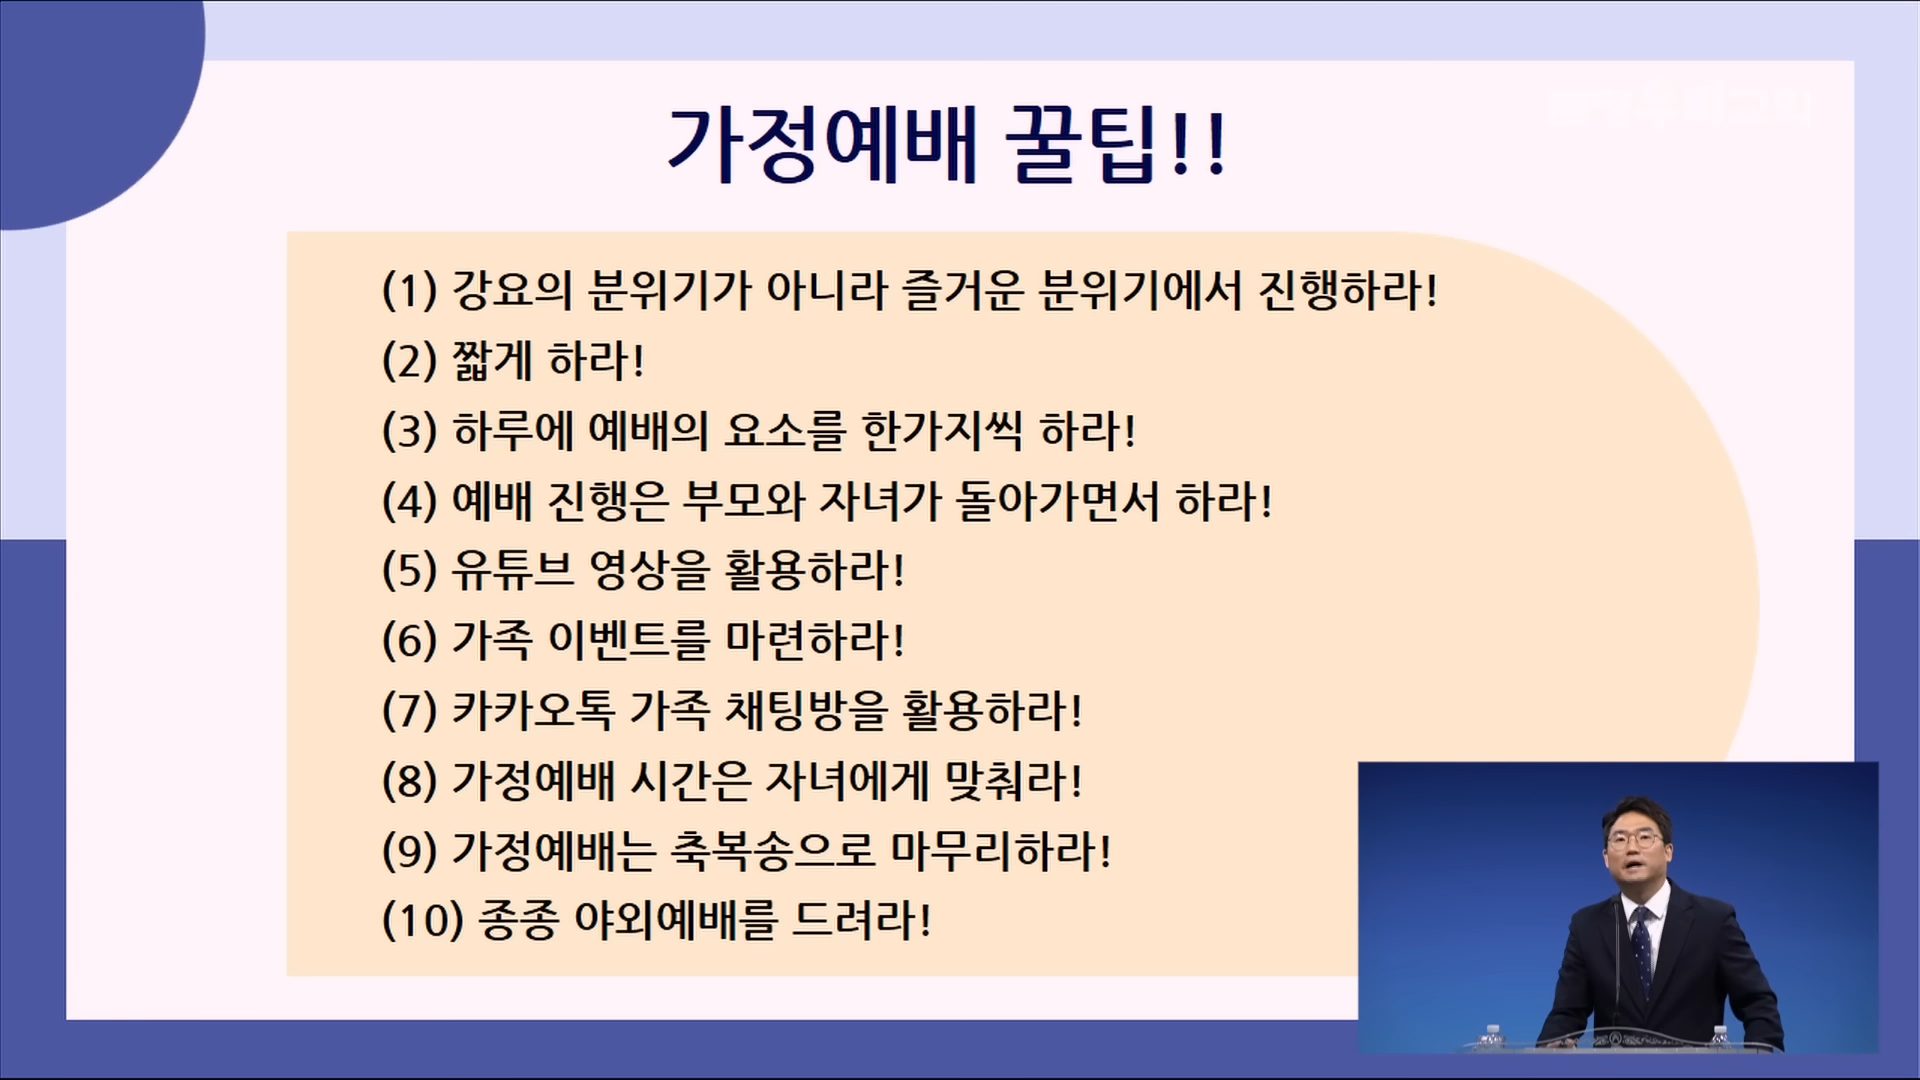 가정예배 꿀팁!!
(1) 강요의 분위기가 아니라 즐거운 분위기에서 진행하라!
(2) 짧게 하라!
(3) 하루에 예배의 요소를 한가지씩 하라!
(4) 예배 진행은 부모와 자녀가 돌아가면서 하라!
(5) 유튜브 영상을 활용하라!
(6) 가족 이벤트를 마련하라!
(7) 카카오톡 가족 채팅방을 활용하라!
(8) 가정예배 시간은 자녀에게 맞춰라!
(9) 가정예배는 축복송으로 마무리하라!
(10) 종종 야외예배를 드려라!